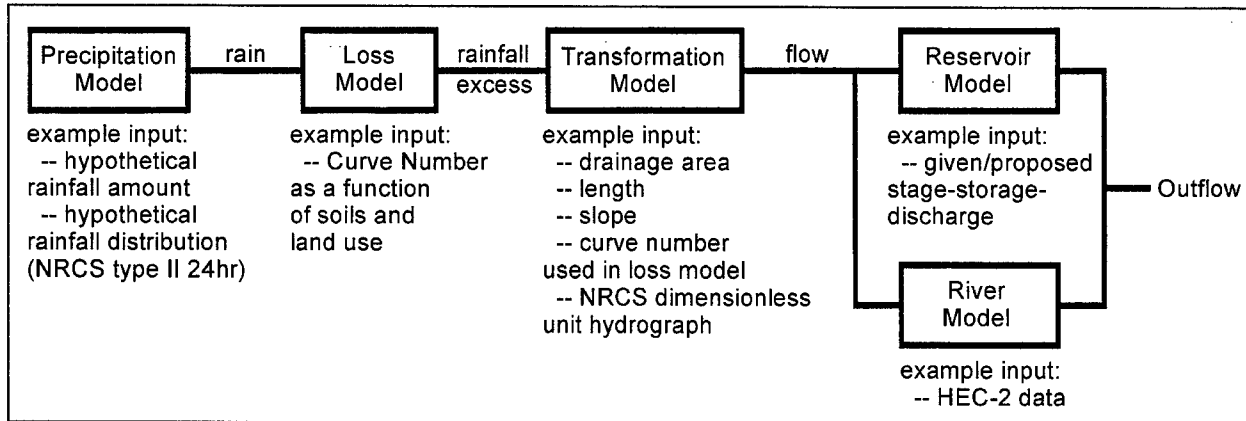 Precipitation
Model
rain
Loss
Model
rainfall
excess
Transformation
Model
flow
Reservoir
Model
Outflow
River
Model
example input:
-- hypothetical
rainfall amount
-- hypothetical
rainfall distribution
(NRCS type II 24hr)
example input:
-- Curve Number
as a function
of soils and
land use
example input:
-- drainage area
-- length
-- slope
-- curve number
used in loss model
-- NRCS dimensionless
unit hydrograph
example input:
-- given/proposed
stage-storage-
discharge
example input:
-- HEC-2 data